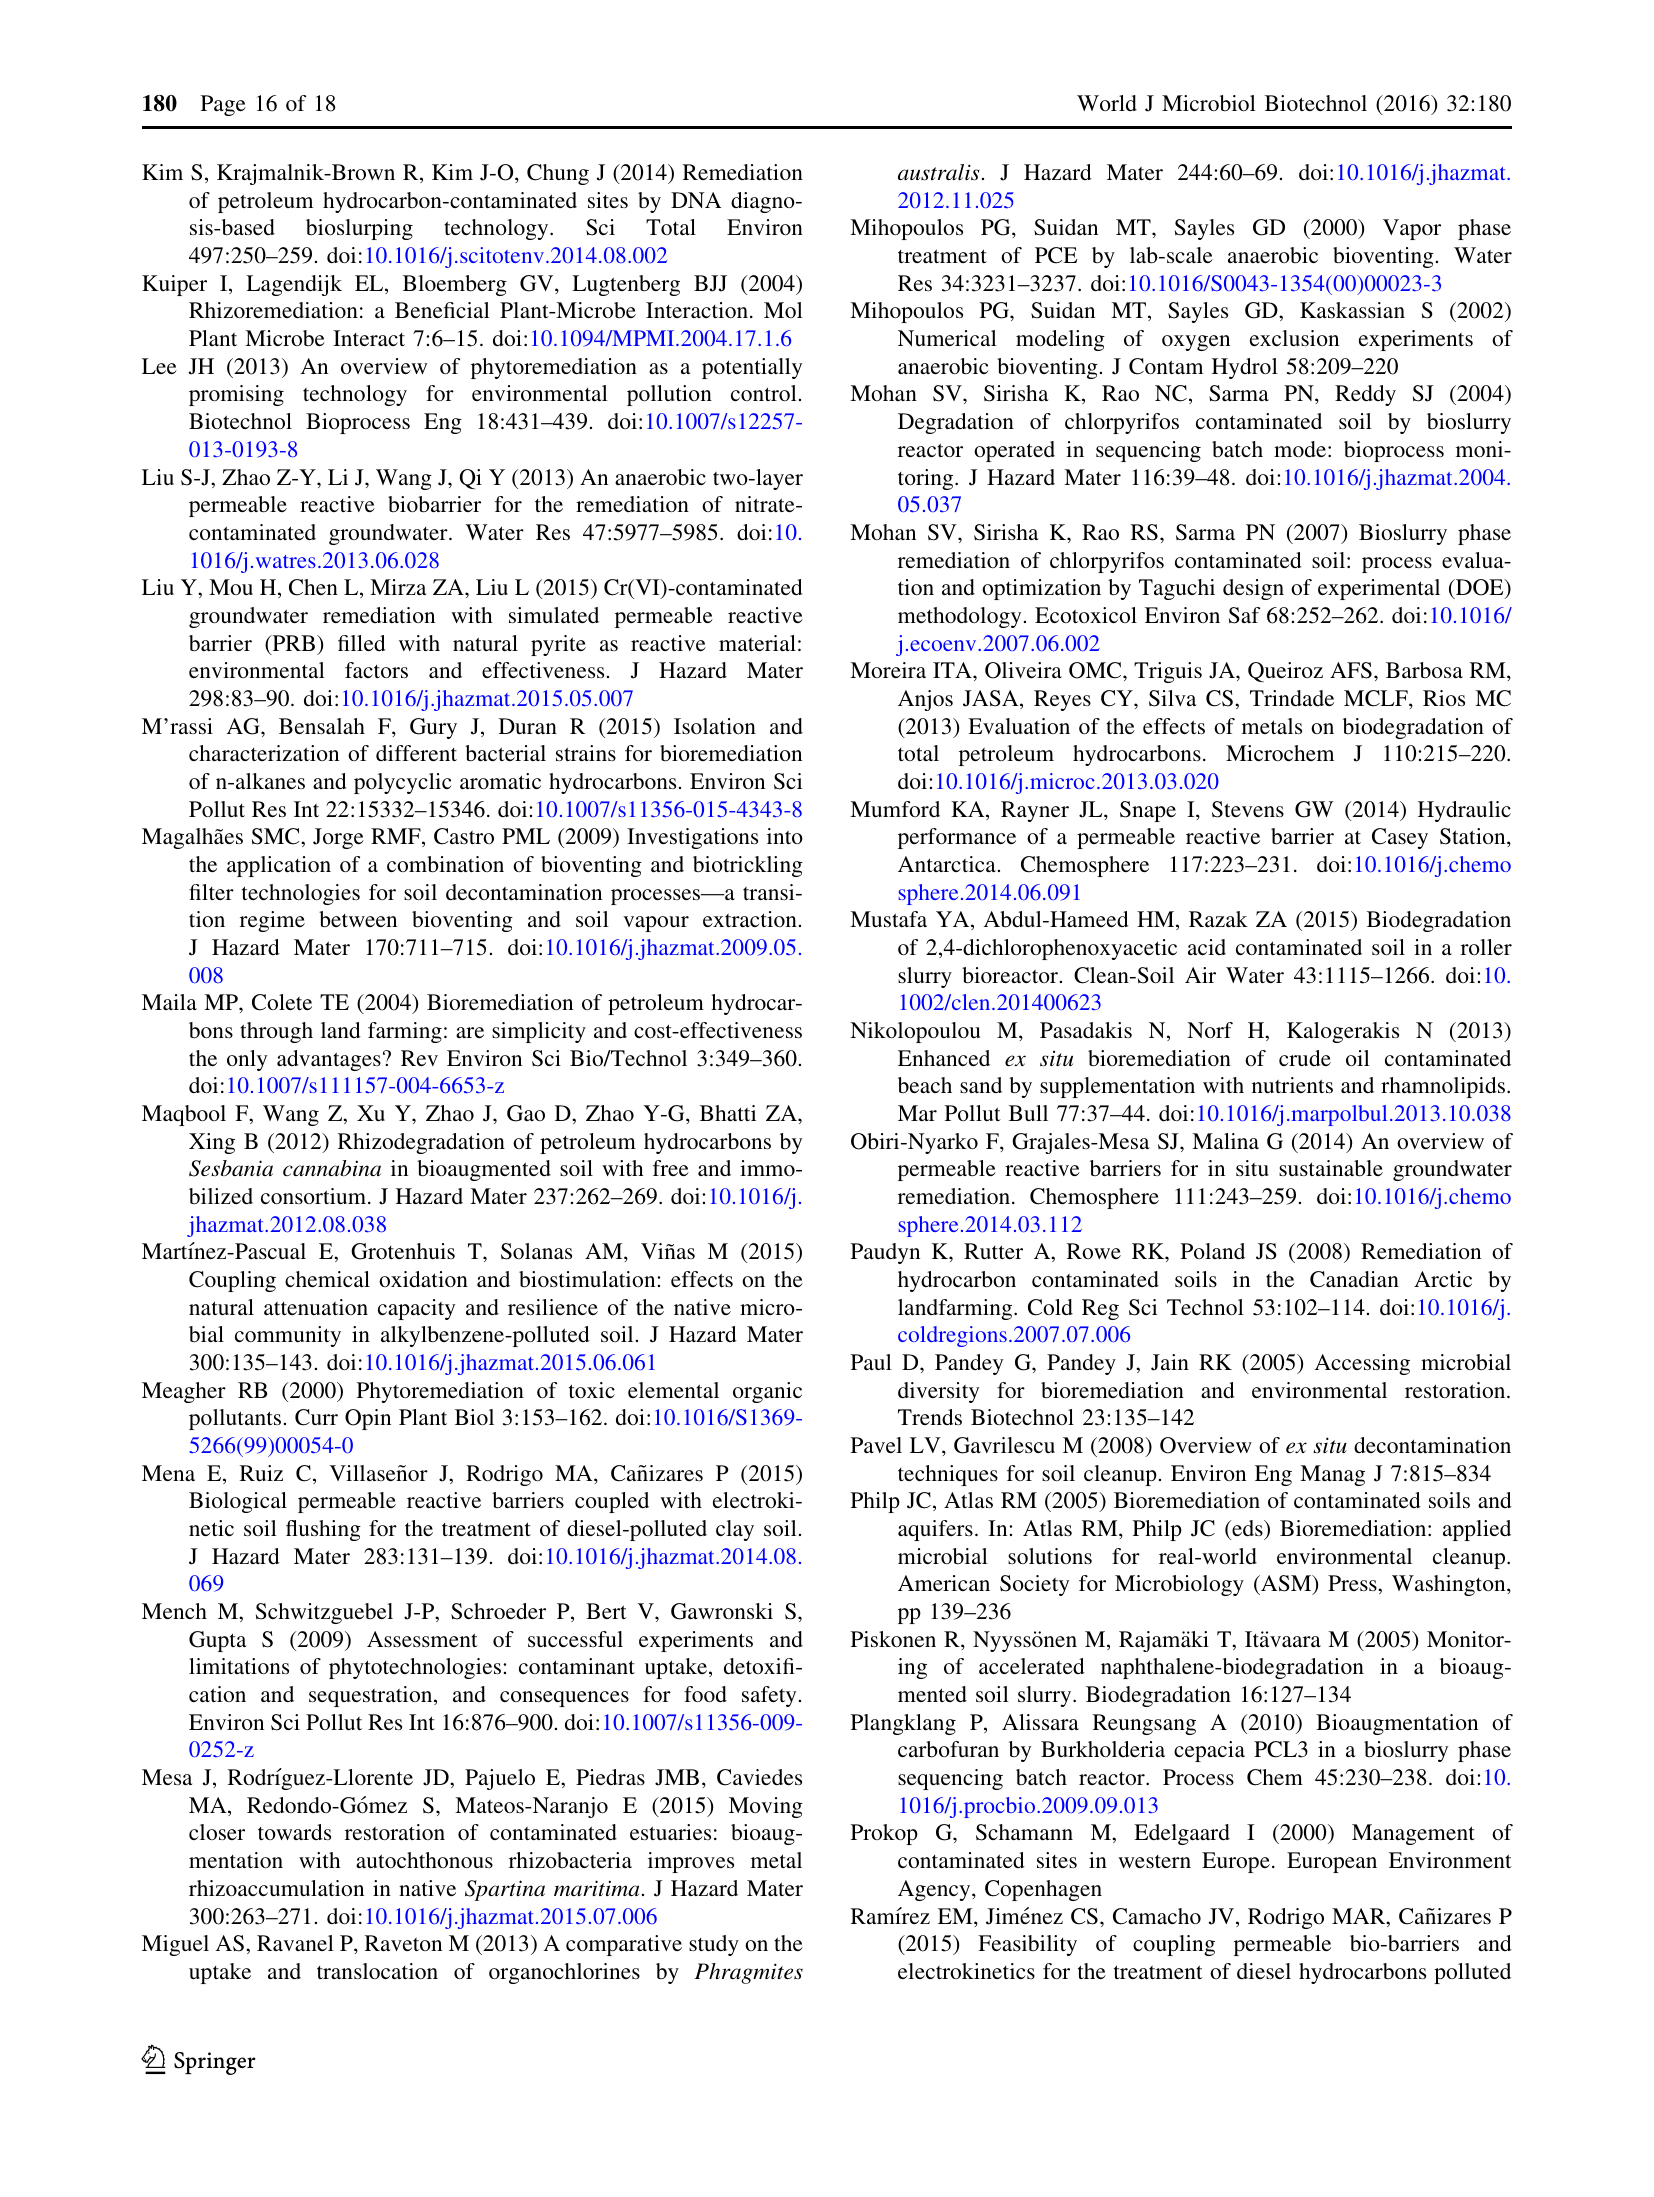 180 Page 16 of 18
World J Microbiol Biotechnol (2016) 32:180
Kim S, Krajmalnik-Brown R, Kim J-O, Chung J (2014) Remediation
of petroleum hydrocarbon-contaminated sites by DNA diagno-
sis-based bioslurping technology. Sci Total Environ
497:250–259. doi:10.1016/j.scitotenv.2014.08.002
Kuiper I, Lagendijk EL, Bloemberg GV, Lugtenberg BJJ (2004)
Rhizoremediation: a Beneficial Plant-Microbe Interaction. Mol
Plant Microbe Interact 7:6–15. doi:10.1094/MPMI.2004.17.1.6
Lee JH (2013) An overview of phytoremediation as a potentially
promising technology for environmental pollution control.
Biotechnol Bioprocess Eng 18:431–439. doi:10.1007/s12257-
013-0193-8
Liu S-J, Zhao Z-Y, Li J, Wang J, Qi Y (2013) An anaerobic two-layer
permeable reactive biobarrier for the remediation of nitrate-
contaminated groundwater. Water Res 47:5977–5985. doi:10.
1016/j.watres.2013.06.028
Liu Y, Mou H, Chen L, Mirza ZA, Liu L (2015) Cr(VI)-contaminated
groundwater remediation with simulated permeable reactive
barrier (PRB) filled with natural pyrite as reactive material:
environmental factors and effectiveness. J Hazard Mater
298:83–90. doi:10.1016/j.jhazmat.2015.05.007
M’rassi AG, Bensalah F, Gury J, Duran R (2015) Isolation and
characterization of different bacterial strains for bioremediation
of n-alkanes and polycyclic aromatic hydrocarbons. Environ Sci
Pollut Res Int 22:15332–15346. doi:10.1007/s11356-015-4343-8
Magalhães SMC, Jorge RMF, Castro PML (2009) Investigations into
the application of a combination of bioventing and biotrickling
filter technologies for soil decontamination processes—a transi-
tion regime between bioventing and soil vapour extraction.
J Hazard Mater 170:711–715. doi:10.1016/j.jhazmat.2009.05.
008
Maila MP, Colete TE (2004) Bioremediation of petroleum hydrocar-
bons through land farming: are simplicity and cost-effectiveness
the only advantages? Rev Environ Sci Bio/Technol 3:349–360.
doi:10.1007/s111157-004-6653-z
Maqbool F, Wang Z, Xu Y, Zhao J, Gao D, Zhao Y-G, Bhatti ZA,
Xing B (2012) Rhizodegradation of petroleum hydrocarbons by
Sesbania cannabina in bioaugmented soil with free and immo-
bilized consortium. J Hazard Mater 237:262–269. doi:10.1016/j.
jhazmat.2012.08.038
Martínez-Pascual E, Grotenhuis T, Solanas AM, Viñas M (2015)
Coupling chemical oxidation and biostimulation: effects on the
natural attenuation capacity and resilience of the native micro-
bial community in alkylbenzene-polluted soil. J Hazard Mater
300:135–143. doi:10.1016/j.jhazmat.2015.06.061
Meagher RB (2000) Phytoremediation of toxic elemental organic
pollutants. Curr Opin Plant Biol 3:153–162. doi:10.1016/S1369-
5266(99)00054-0
Mena E, Ruiz C, Villaseñor J, Rodrigo MA, Cañizares P (2015)
Biological permeable reactive barriers coupled with electroki-
netic soil flushing for the treatment of diesel-polluted clay soil.
J Hazard Mater 283:131–139. doi:10.1016/j.jhazmat.2014.08.
069
Mench M, Schwitzguebel J-P, Schroeder P, Bert V, Gawronski S,
Gupta S (2009) Assessment of successful experiments and
limitations of phytotechnologies: contaminant uptake, detoxifi-
cation and sequestration, and consequences for food safety.
Environ Sci Pollut Res Int 16:876–900. doi:10.1007/s11356-009-
0252-z
Mesa J, Rodríguez-Llorente JD, Pajuelo E, Piedras JMB, Caviedes
MA, Redondo-Gómez S, Mateos-Naranjo E (2015) Moving
closer towards restoration of contaminated estuaries: bioaug-
mentation with autochthonous rhizobacteria improves metal
rhizoaccumulation in native Spartina maritima. J Hazard Mater
300:263–271. doi:10.1016/j.jhazmat.2015.07.006
Miguel AS, Ravanel P, Raveton M (2013) A comparative study on the
uptake and translocation of organochlorines by Phragmites
australis. J Hazard Mater 244:60–69. doi:10.1016/j.jhazmat.
2012.11.025
Mihopoulos PG, Suidan MT, Sayles GD (2000) Vapor phase
treatment of PCE by lab-scale anaerobic bioventing. Water
Res 34:3231–3237. doi:10.1016/S0043-1354(00)00023-3
Mihopoulos PG, Suidan MT, Sayles GD, Kaskassian S (2002)
Numerical modeling of oxygen exclusion experiments of
anaerobic bioventing. J Contam Hydrol 58:209–220
Mohan SV, Sirisha K, Rao NC, Sarma PN, Reddy SJ (2004)
Degradation of chlorpyrifos contaminated soil by bioslurry
reactor operated in sequencing batch mode: bioprocess moni-
toring. J Hazard Mater 116:39–48. doi:10.1016/j.jhazmat.2004.
05.037
Mohan SV, Sirisha K, Rao RS, Sarma PN (2007) Bioslurry phase
remediation of chlorpyrifos contaminated soil: process evalua-
tion and optimization by Taguchi design of experimental (DOE)
methodology. Ecotoxicol Environ Saf 68:252–262. doi:10.1016/
j.ecoenv.2007.06.002
Moreira ITA, Oliveira OMC, Triguis JA, Queiroz AFS, Barbosa RM,
Anjos JASA, Reyes CY, Silva CS, Trindade MCLF, Rios MC
(2013) Evaluation of the effects of metals on biodegradation of
total petroleum hydrocarbons. Microchem J 110:215–220.
doi:10.1016/j.microc.2013.03.020
Mumford KA, Rayner JL, Snape I, Stevens GW (2014) Hydraulic
performance of a permeable reactive barrier at Casey Station,
Antarctica. Chemosphere 117:223–231. doi:10.1016/j.chemo
sphere.2014.06.091
Mustafa YA, Abdul-Hameed HM, Razak ZA (2015) Biodegradation
of 2,4-dichlorophenoxyacetic acid contaminated soil in a roller
slurry bioreactor. Clean-Soil Air Water 43:1115–1266. doi:10.
1002/clen.201400623
Nikolopoulou M, Pasadakis N, Norf H, Kalogerakis N (2013)
Enhanced ex situ bioremediation of crude oil contaminated
beach sand by supplementation with nutrients and rhamnolipids.
Mar Pollut Bull 77:37–44. doi:10.1016/j.marpolbul.2013.10.038
Obiri-Nyarko F, Grajales-Mesa SJ, Malina G (2014) An overview of
permeable reactive barriers for in situ sustainable groundwater
remediation. Chemosphere 111:243–259. doi:10.1016/j.chemo
sphere.2014.03.112
Paudyn K, Rutter A, Rowe RK, Poland JS (2008) Remediation of
hydrocarbon contaminated soils in the Canadian Arctic by
landfarming. Cold Reg Sci Technol 53:102–114. doi:10.1016/j.
coldregions.2007.07.006
Paul D, Pandey G, Pandey J, Jain RK (2005) Accessing microbial
diversity for bioremediation and environmental restoration.
Trends Biotechnol 23:135–142
Pavel LV, Gavrilescu M (2008) Overview of ex situ decontamination
techniques for soil cleanup. Environ Eng Manag J 7:815–834
Philp JC, Atlas RM (2005) Bioremediation of contaminated soils and
aquifers. In: Atlas RM, Philp JC (eds) Bioremediation: applied
microbial solutions for real-world environmental cleanup.
American Society for Microbiology (ASM) Press, Washington,
pp 139–236
Piskonen R, Nyyssönen M, Rajamäki T, Itävaara M (2005) Monitor-
ing of accelerated naphthalene-biodegradation in a bioaug-
mented soil slurry. Biodegradation 16:127–134
Plangklang P, Alissara Reungsang A (2010) Bioaugmentation of
carbofuran by Burkholderia cepacia PCL3 in a bioslurry phase
sequencing batch reactor. Process Chem 45:230–238. doi:10.
1016/j.procbio.2009.09.013
Prokop G, Schamann M, Edelgaard I (2000) Management of
contaminated sites in western Europe. European Environment
Agency, Copenhagen
Ramírez EM, Jiménez CS, Camacho JV, Rodrigo MAR, Cañizares P
(2015) Feasibility of coupling permeable bio-barriers and
electrokinetics for the treatment of diesel hydrocarbons polluted
Springer